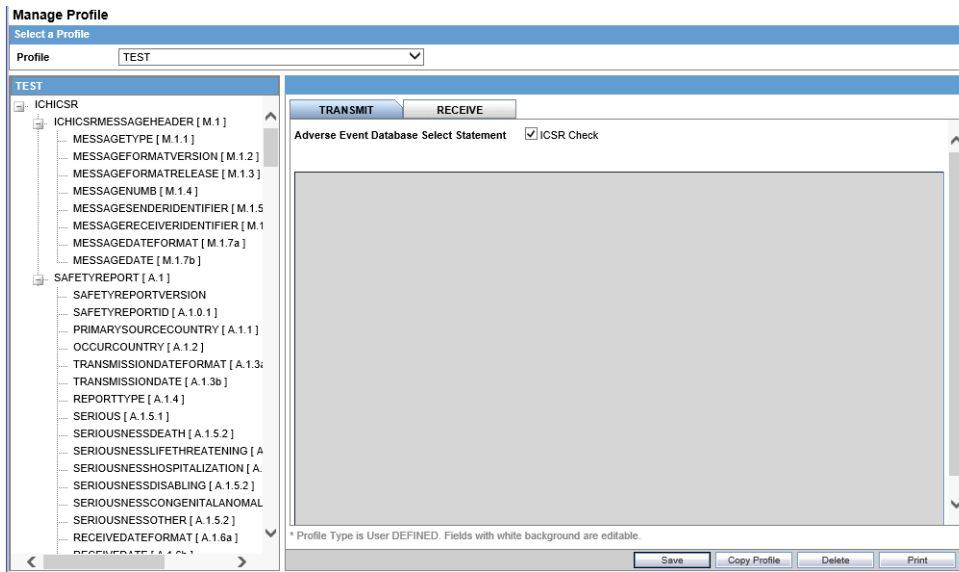 Manage Profile
Select a Profile
Profile TEST
TEST
ICHICSR
ICHICSRMESSAGEHEADER [ M.1 ]
MESSAGETYPE [ M.1.1 ]
MESSAGEFORMATVERSION [ M.1.2 ]
MESSAGEFORMATRELEASE [ M.1.3 ]
MESSAGENUMB [ M.1.4 ]
MESSAGESENDERIDENTIFIER [ M.1.5
MESSAGERECEIVERIDENTIFIER [ M.1
MESSAGEDATEFORMAT [ M.1.7a ]
MESSAGEDATE [ M.1.7b ]
SAFETYREPORT [ A.1 ]
SAFETYREPORTVERSION
SAFETYREPORTID [ A.1.0.1 ]
PRIMARYSOURCECOUNTRY [ A.1.1 ]
OCCURCOUNTRY [ A.1.2 ]
TRANSMISSIONDATEFORMAT [ A.1.3a
TRANSMISSIONDATE [ A.1.3b ]
REPORTTYPE [ A.1.4 ]
SERIOUS [ A.1.5.1 ]
SERIOUSNESSDEATH [ A.1.5.2 ]
SERIOUSNESSLIFETHREATENING [ A
SERIOUSNESSHOSPITALIZATION [ A.
SERIOUSNESSDISABLING [ A.1.5.2 ]
SERIOUSNESSCONGENITALANOMAL
SERIOUSNESSOTHER [ A.1.5.2 ]
RECEIVEDATEFORMAT [ A.1.6a ]
RECEIVEDATE [ A.1.6b ]
TRANSMIT RECEIVE
Adverse Event Database Select Statement ICSR Check
* Profile Type is User DEFINED. Fields with white background are editable.
Save Copy Profile Delete Print